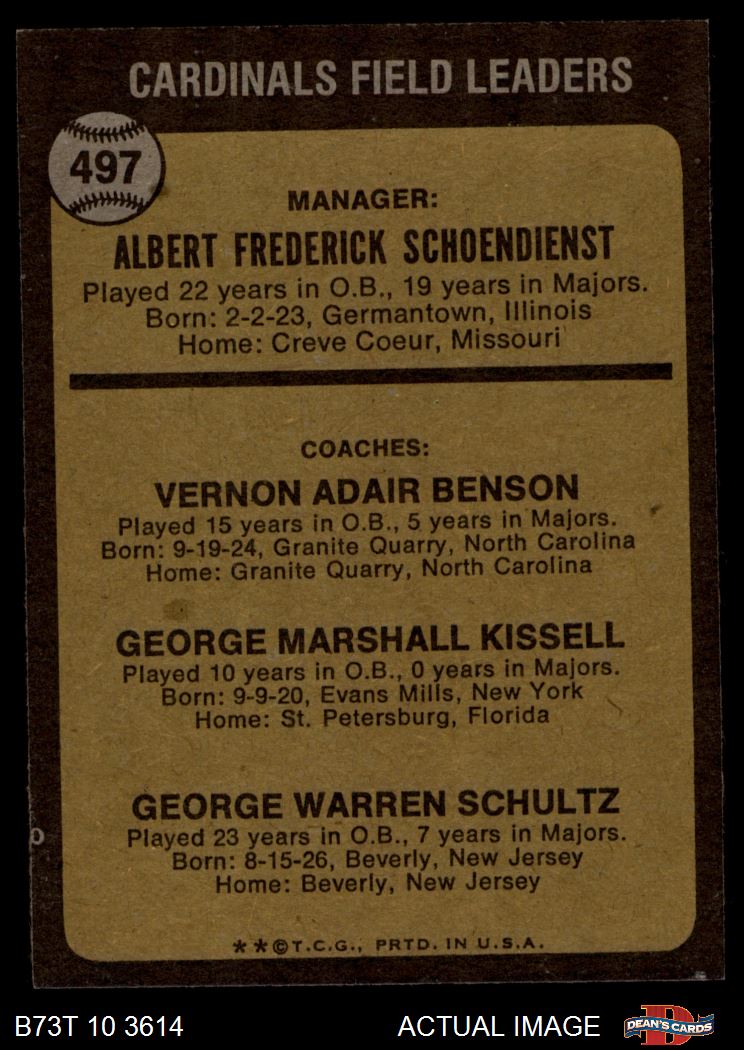 CARDINALS FIELD LEADERS
497
MANAGER:
ALBERT FREDERICK SCHOENDIENST
Played 22 years in O.B., 19 years in Majors.
Born: 2-2-23, Germantown, Illinois
Home: Creve Coeur, Missouri
COACHES:
VERNON ADAIR BENSON
Played 15 years in O.B., 5 years in Majors.
Born: 9-19-24, Granite Quarry, North Carolina
Home: Granite Quarry, North Carolina
GEORGE MARSHALL KISSELL
Played 10 years in O.B., 0 years in Majors.
Born: 9-9-20, Evans Mills, New York
Home: St. Petersburg, Florida
GEORGE WARREN SCHULTZ
Played 23 years in O.B., 7 years in Majors.
Born: 8-15-26, Beverly, New Jersey
Home: Beverly, New Jersey
**©T.C.G., PRTD. IN U.S.A.
B73T 10 3614 ACTUAL IMAGE
D
DEAN'S CARDS